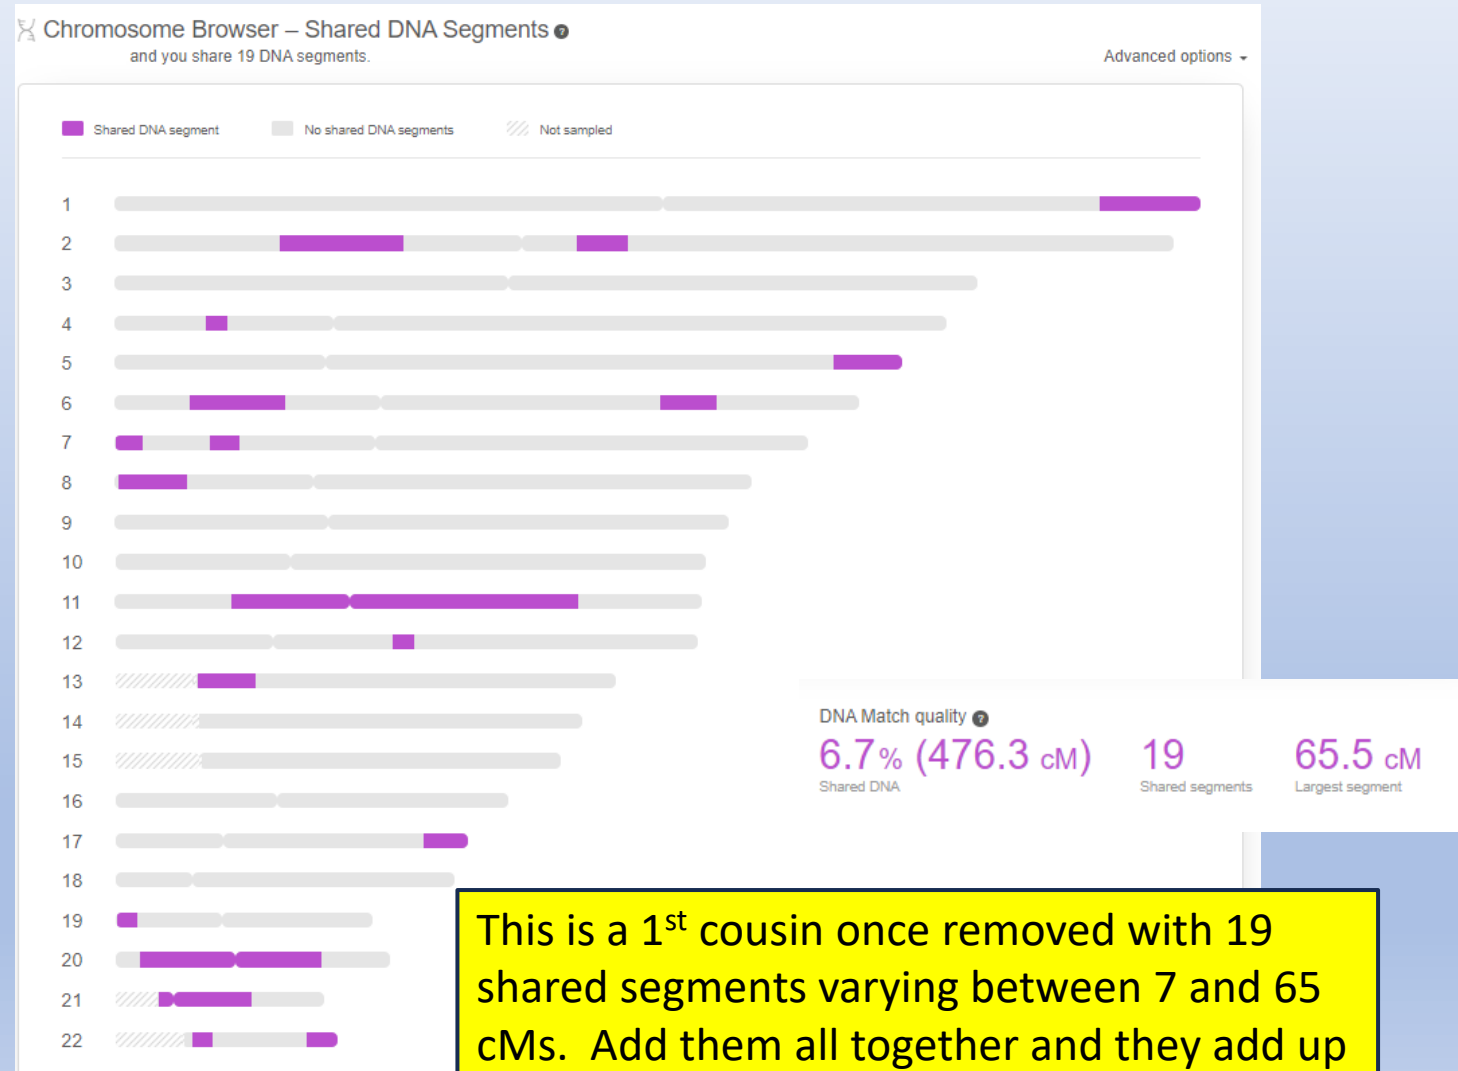 Chromosome Browser – Shared DNA Segments ?
and you share 19 DNA segments.
Advanced options
Shared DNA segment
No shared DNA segments
Not sampled
1
2
3
4
5
6
7
8
9
10
11
12
13
14
15
16
17
18
19
20
21
22
DNA Match quality ?
6.7% (476.3 cM)
Shared DNA
19
Shared segments
65.5 cM
Largest segment
This is a 1st cousin once removed with 19
shared segments varying between 7 and 65
cMs.  Add them all together and they add up